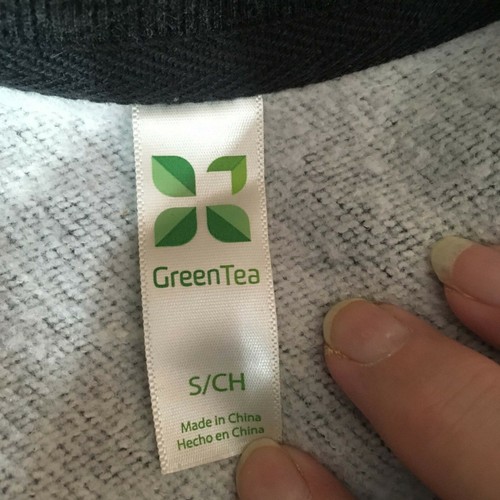 GreenTea
S/CH
Made in China
Hecho en China